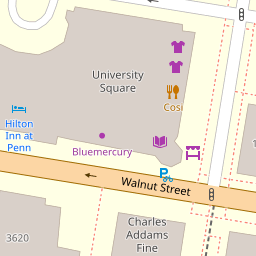 University
Square
Cosi
Hilton
Inn at
Penn
Bluemercury
Walnut Street
Charles
Addams
Fine
3620